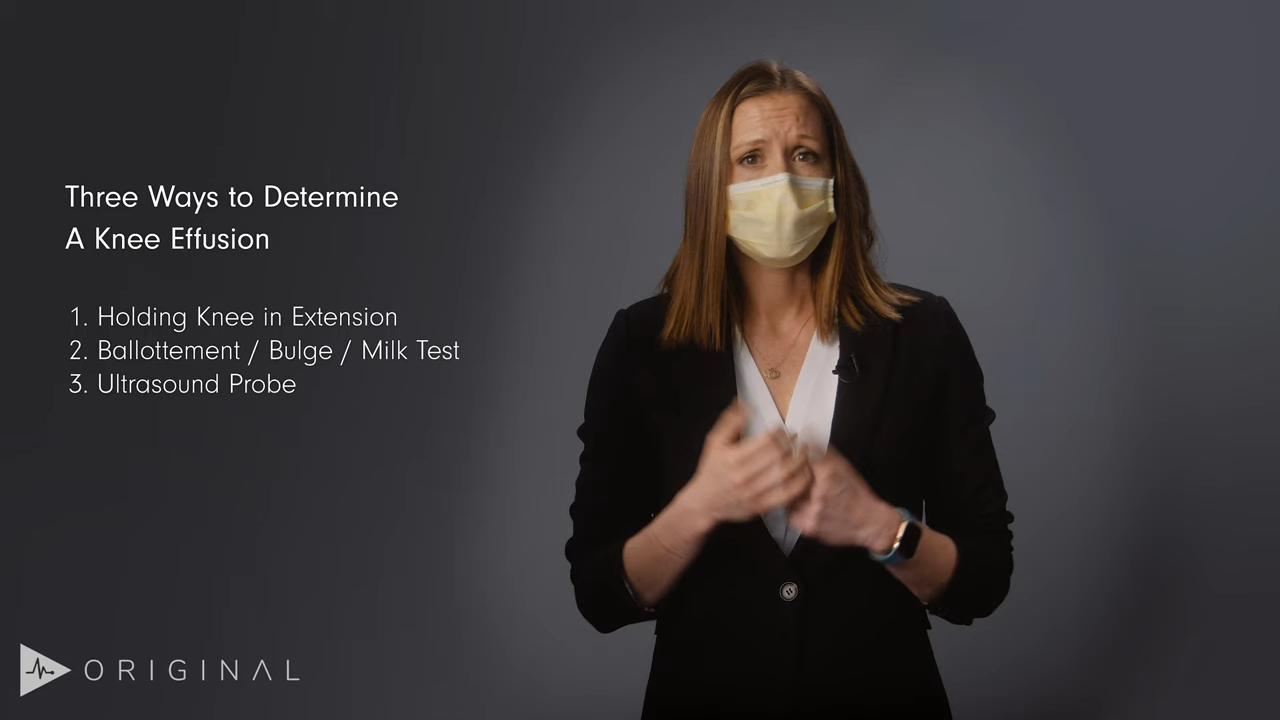 Three Ways to Determine
A Knee Effusion
1. Holding Knee in Extension
2. Ballottement / Bulge / Milk Test
3. Ultrasound Probe
ORIGINAL